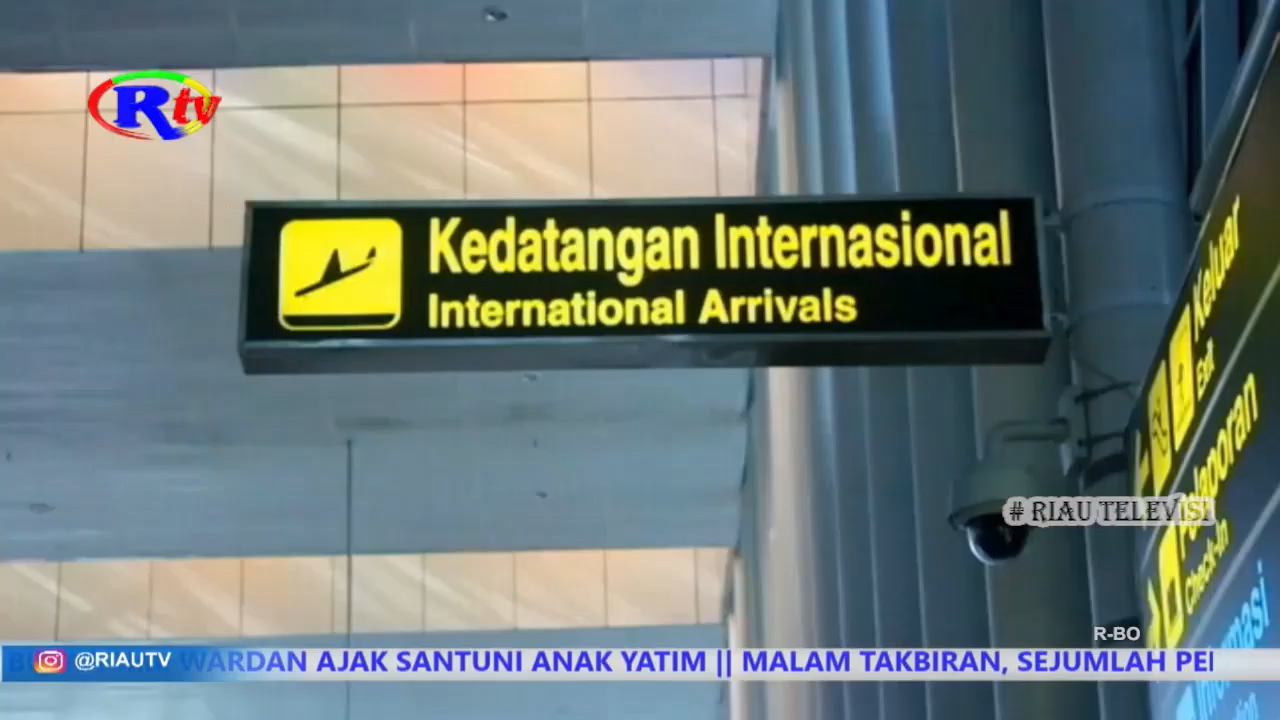 Rtv
Kedatangan Internasional
International Arrivals
Keluar
Exit
Pelaporan
Check-In
# RIAU TELEVISI
R-BO
@RIAUTV
WARDAN AJAK SANTUNI ANAK YATIM || MALAM TAKBIRAN, SEJUMLAH